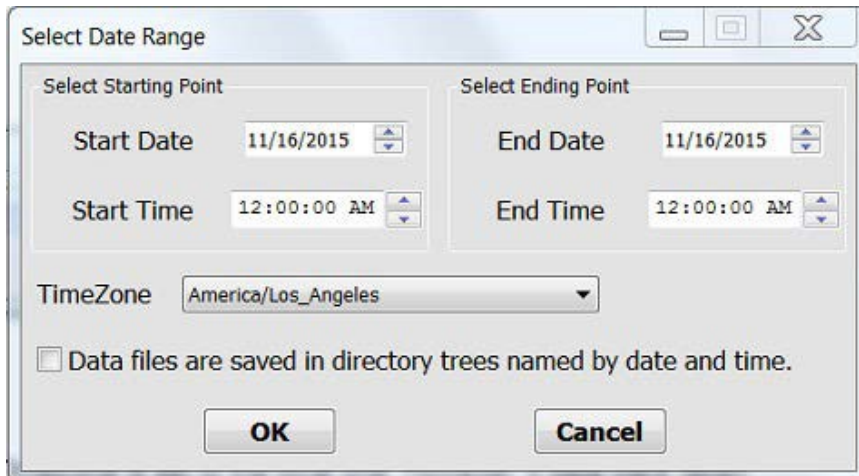 Select Date Range
Select Starting Point
Start Date 11/16/2015
Start Time 12:00:00 AM
Select Ending Point
End Date 11/16/2015
End Time 12:00:00 AM
TimeZone America/Los_Angeles
Data files are saved in directory trees named by date and time.
OK Cancel